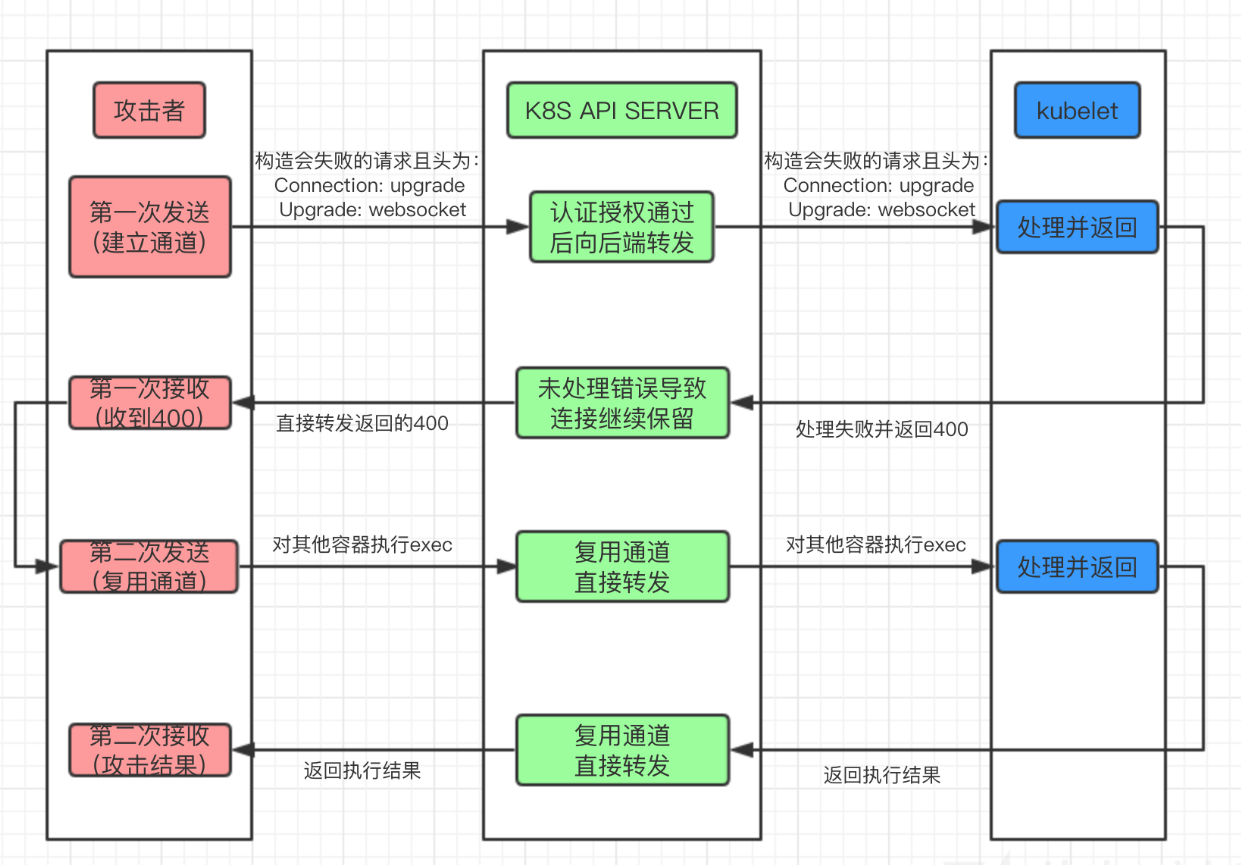 攻击者
K8S API SERVER
kubelet
构造会失败的请求且头为：
Connection: upgrade
Upgrade: websocket
构造会失败的请求且头为：
Connection: upgrade
Upgrade: websocket
第一次发送
（建立通道）
认证授权通过
后向后端转发
处理并返回
第一次接收
（收到400）
直接转发返回的400
未处理错误导致
连接继续保留
处理失败并返回400
第二次发送
（复用通道）
对其他容器执行exec
复用通道
直接转发
对其他容器执行exec
处理并返回
第二次接收
（攻击结果）
返回执行结果
复用通道
直接转发
返回执行结果